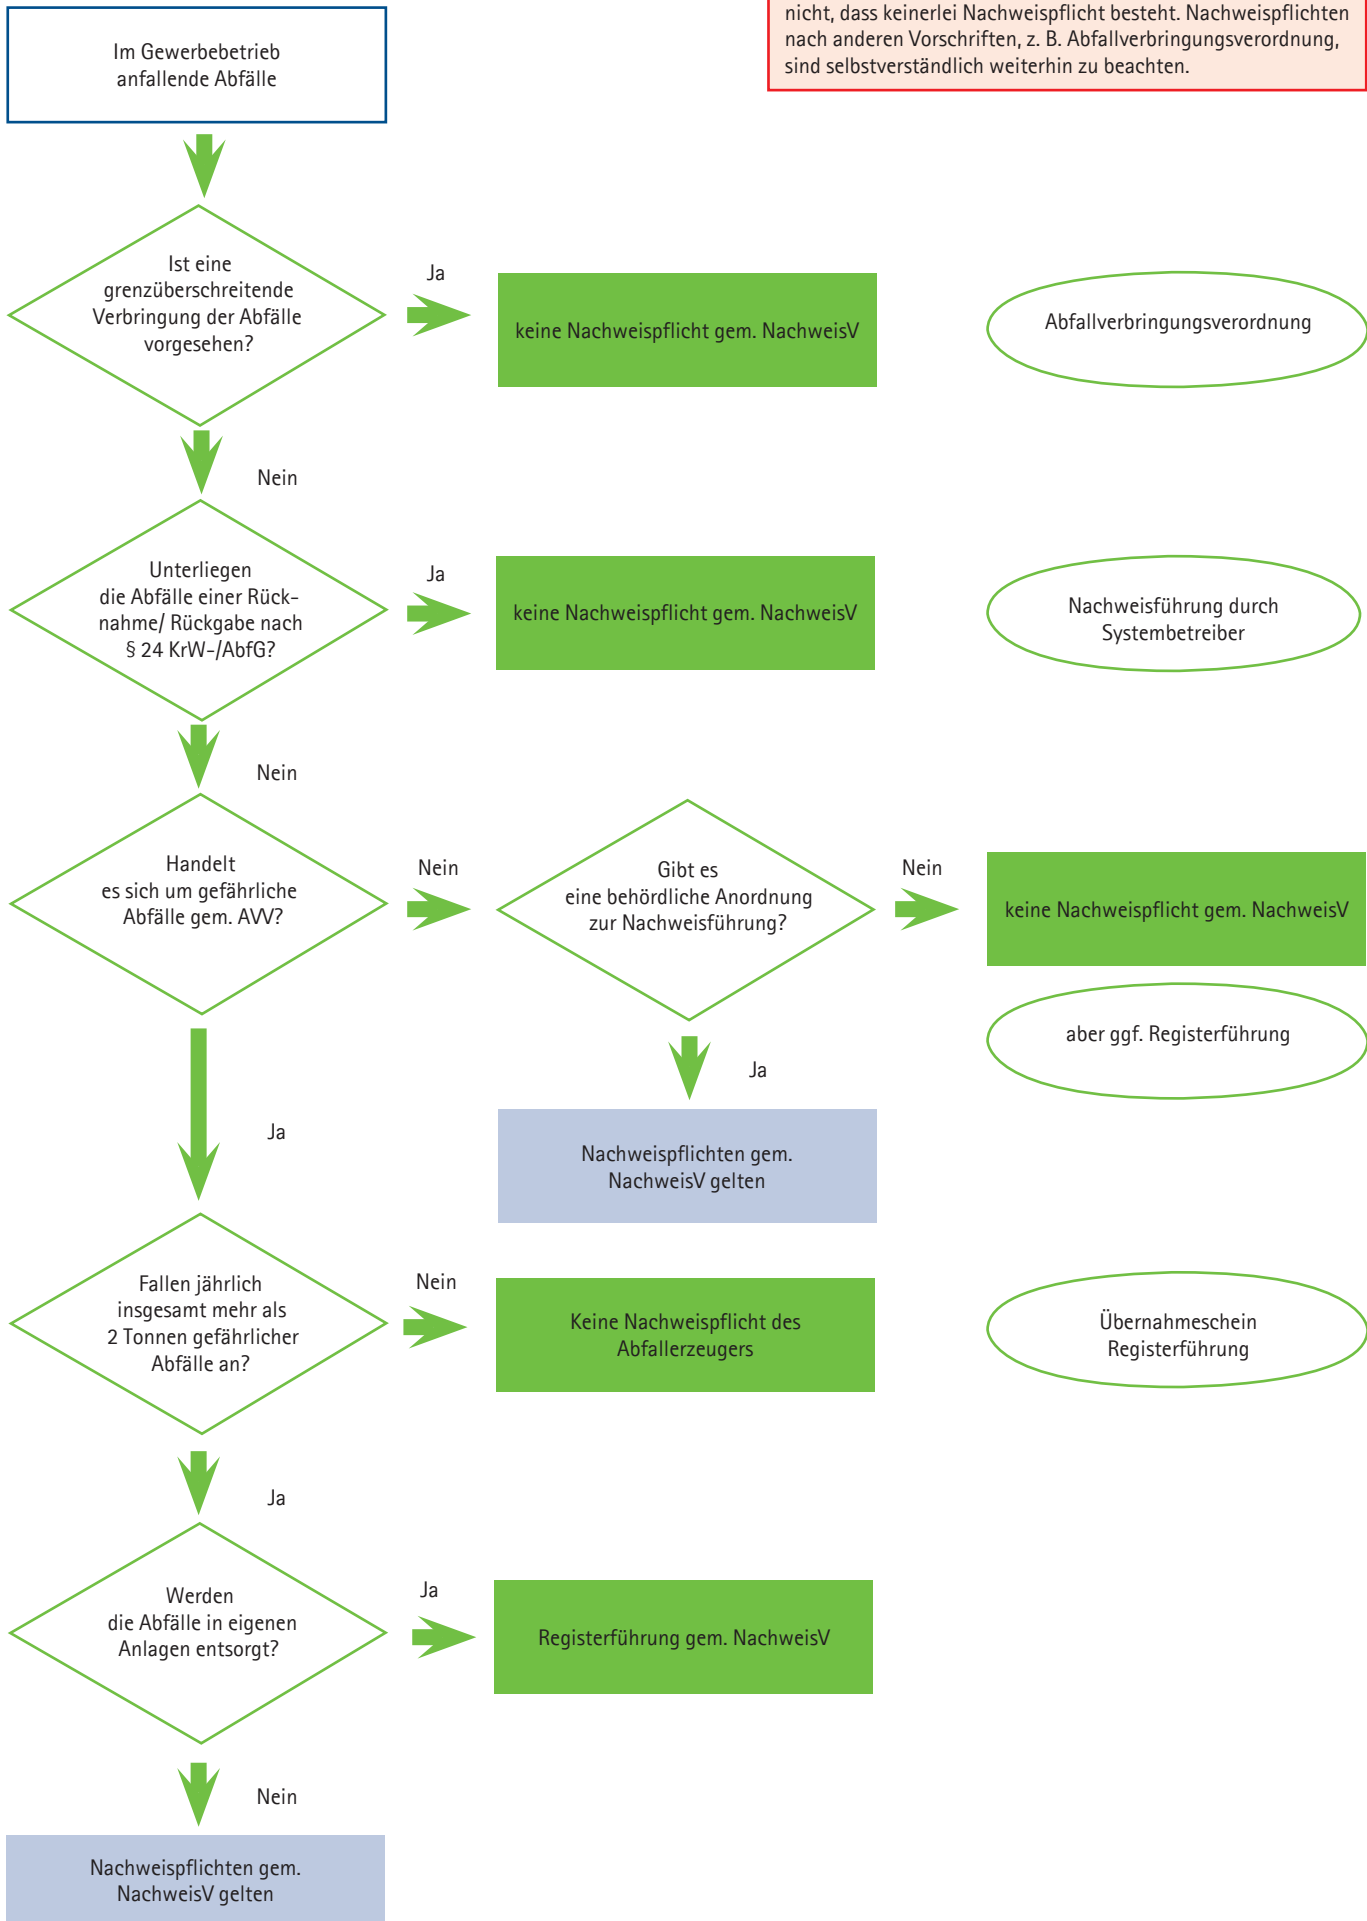 nicht, dass keinerlei Nachweispflicht besteht. Nachweispflichten
nach anderen Vorschriften, z. B. Abfallverbringungsverordnung,
sind selbstverständlich weiterhin zu beachten.
Im Gewerbebetrieb
anfallende Abfälle
Ist eine
grenzüberschreitende
Verbringung der Abfälle
vorgesehen?
Ja
keine Nachweispflicht gem. NachweisV
Abfallverbringungsverordnung
Nein
Unterliegen
die Abfälle einer Rück-
nahme/ Rückgabe nach
§ 24 KrW-/AbfG?
Ja
keine Nachweispflicht gem. NachweisV
Nachweisführung durch
Systembetreiber
Nein
Handelt
es sich um gefährliche
Abfälle gem. AVV?
Nein
Gibt es
eine behördliche Anordnung
zur Nachweisführung?
Nein
keine Nachweispflicht gem. NachweisV
aber ggf. Registerführung
Ja
Nachweispflichten gem.
NachweisV gelten
Ja
Fallen jährlich
insgesamt mehr als
2 Tonnen gefährlicher
Abfälle an?
Nein
Keine Nachweispflicht des
Abfallerzeugers
Übernahmeschein
Registerführung
Ja
Werden
die Abfälle in eigenen
Anlagen entsorgt?
Ja
Registerführung gem. NachweisV
Nein
Nachweispflichten gem.
NachweisV gelten